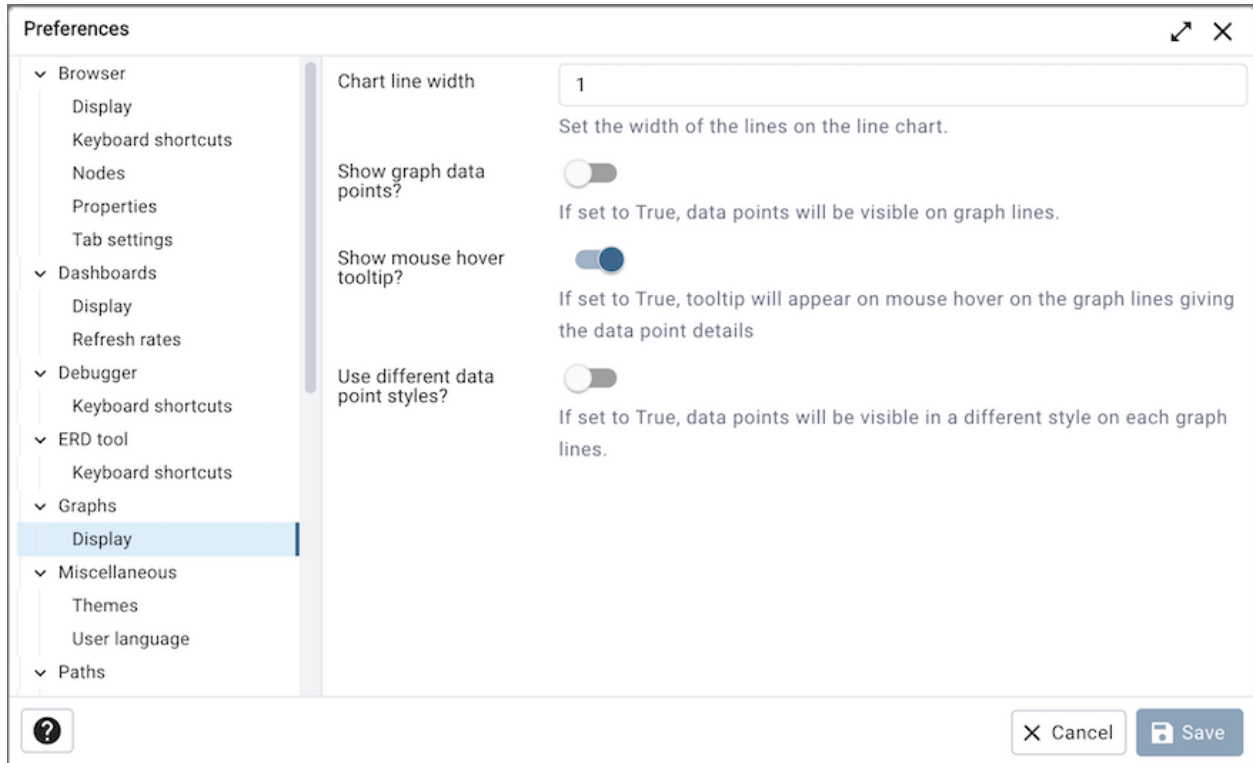 Preferences
Browser
Display
Keyboard shortcuts
Nodes
Properties
Tab settings
Dashboards
Display
Refresh rates
Debugger
Keyboard shortcuts
ERD tool
Keyboard shortcuts
Graphs
Display
Miscellaneous
Themes
User language
Paths
Chart line width
1
Set the width of the lines on the line chart.
Show graph data
points?
If set to True, data points will be visible on graph lines.
Show mouse hover
tooltip?
If set to True, tooltip will appear on mouse hover on the graph lines giving
the data point details
Use different data
point styles?
If set to True, data points will be visible in a different style on each graph
lines.
?
Cancel
Save